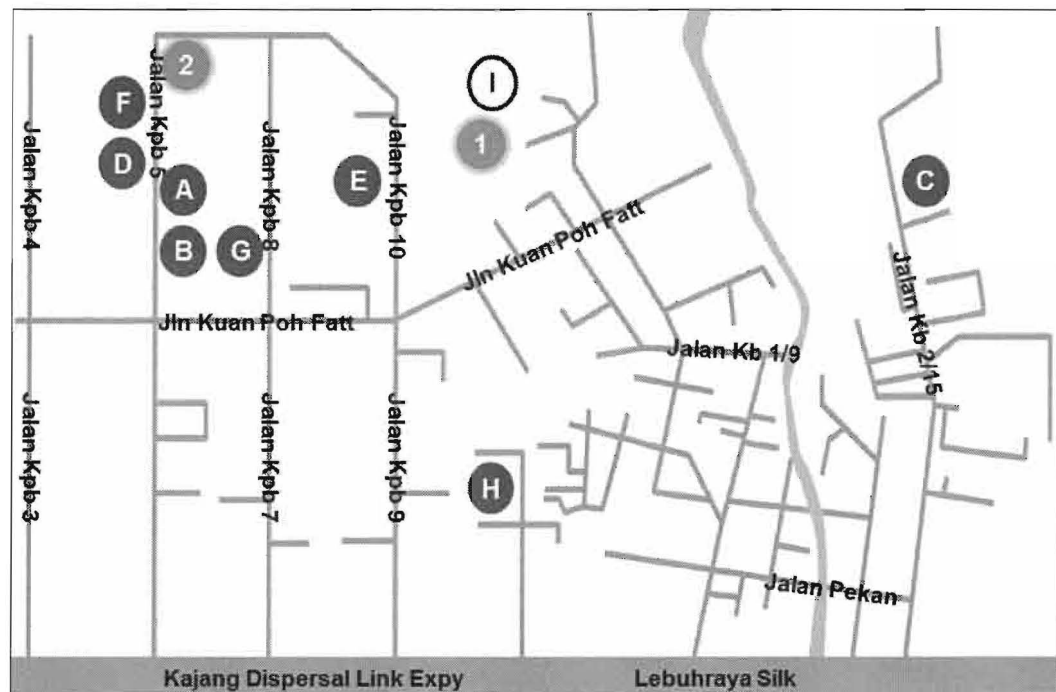 2
I
F
1
D
A
E
C
B
G
Jalan Kpb 4
Jalan Kpb 5
Jalan Kpb 8
Jalan Kpb 10
Jln Kuan Poh Fatt
Jln Kuan Poh Fatt
Jalan Kb 1/9
Jalan Kb 2/15
Jalan Kpb 3
Jalan Kpb 7
Jalan Kpb 9
H
Jalan Pekan
Kajang Dispersal Link Expy
Lebuhraya Silk